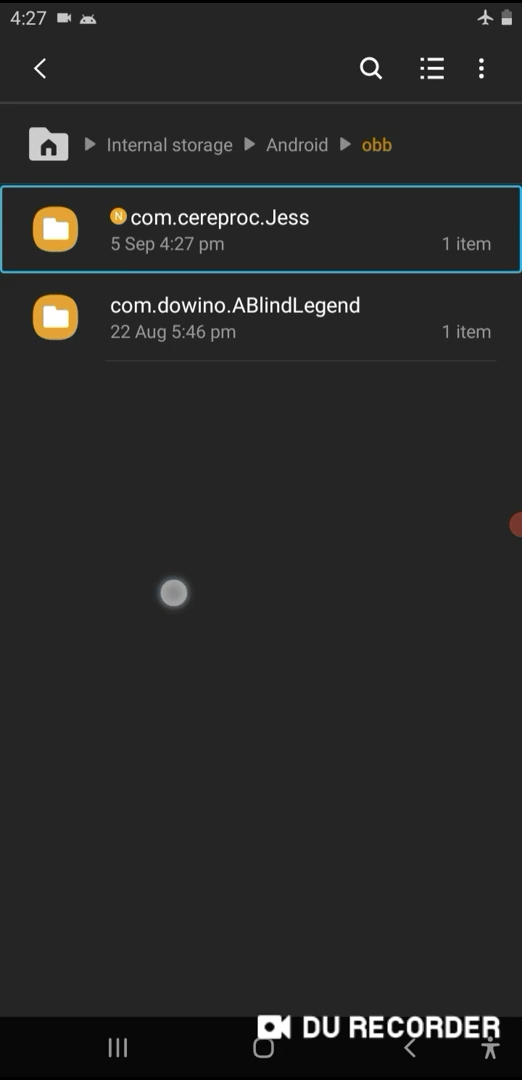 4:27
Internal storage ▶ Android ▶ obb
N com.cereproc.Jess
5 Sep 4:27 pm 1 item
com.dowino.ABlindLegend
22 Aug 5:46 pm 1 item
DU RECORDER